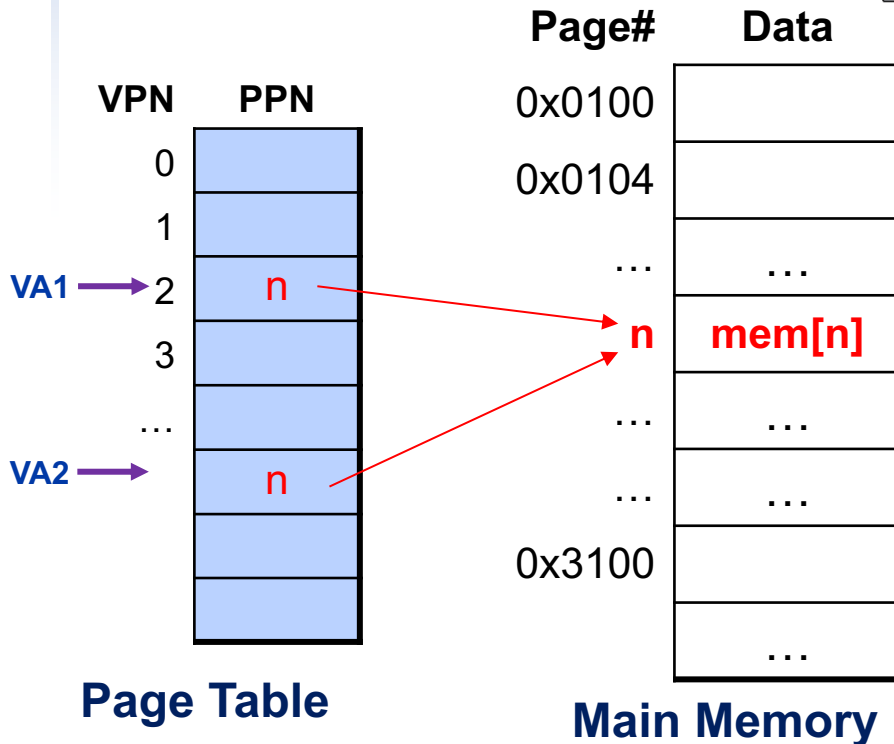 Page# Data
VPN PPN
0x0100
0
0x0104
1
... ...
VA1 2 n
n mem[n]
3
... ...
...
VA2 n
... ...
0x3100
...
Page Table
Main Memory